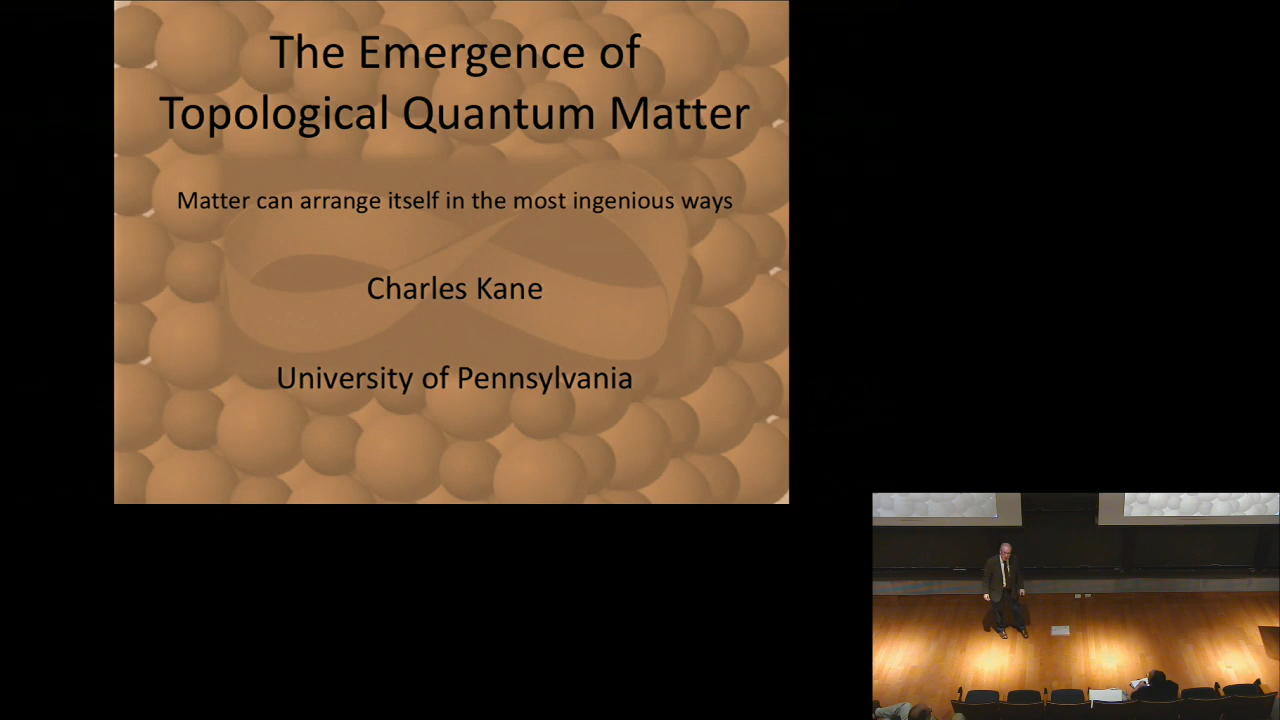 The Emergence of
Topological Quantum Matter
Matter can arrange itself in the most ingenious ways
Charles Kane
University of Pennsylvania